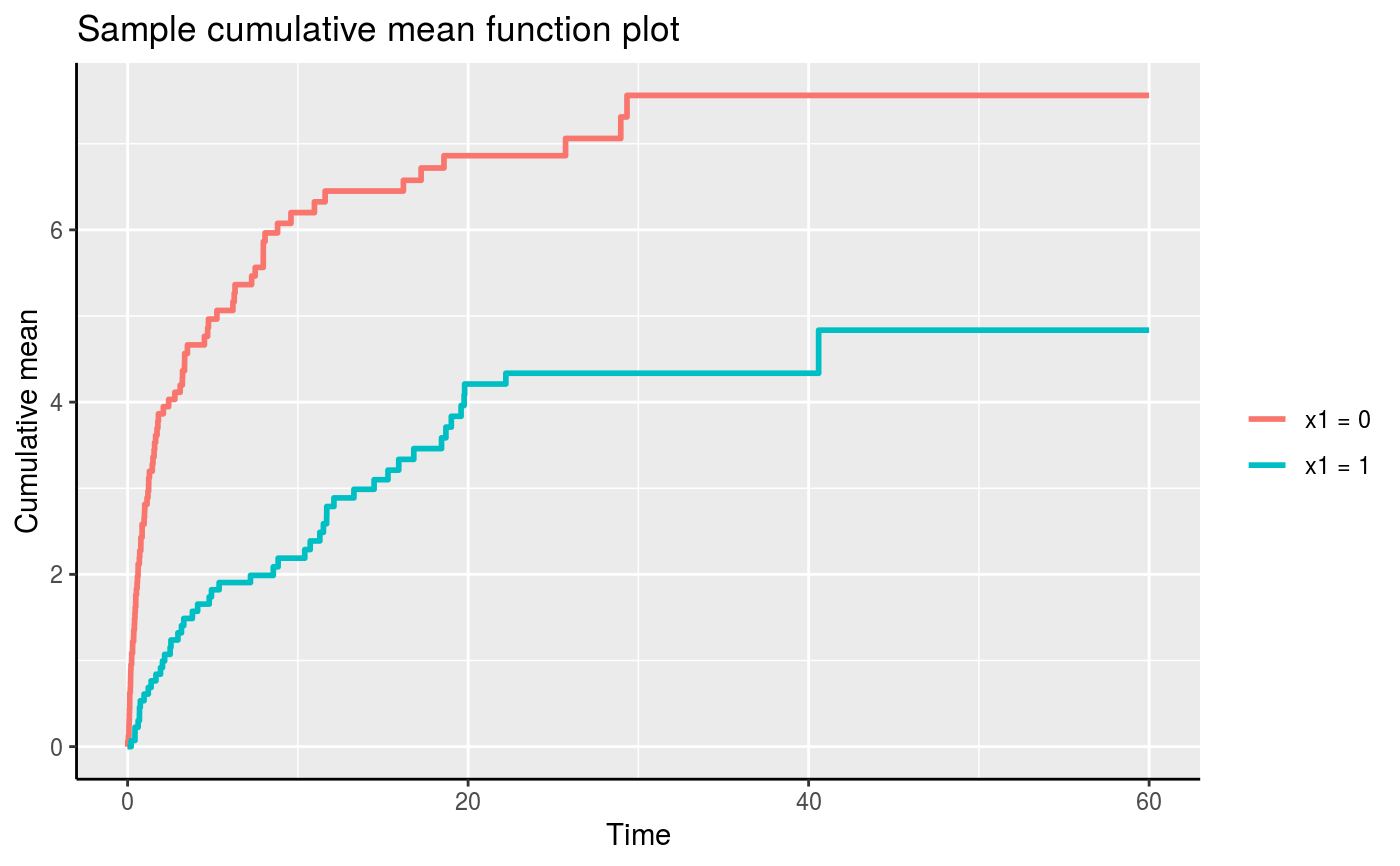 Sample cumulative mean function plot
Cumulative mean
6
4
2
0
0 20 40 60
Time
x1 = 0
x1 = 1